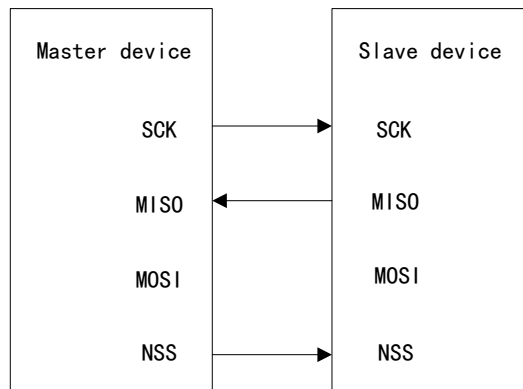 Master device
Slave device
SCK
SCK
MISO
MISO
MOSI
MOSI
NSS
NSS